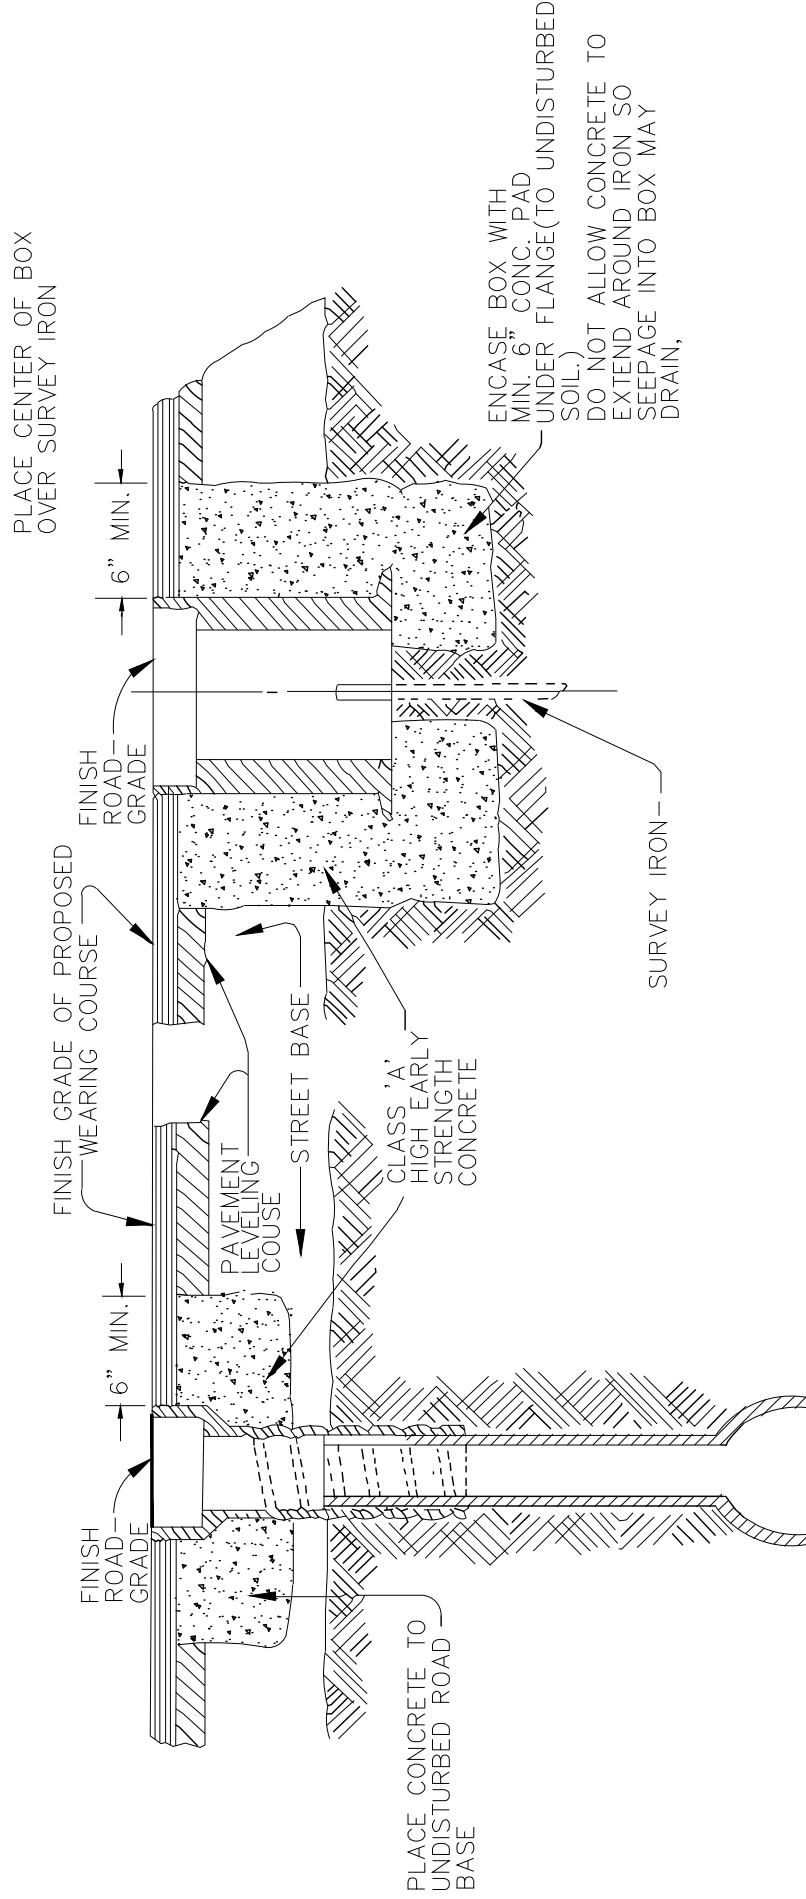 PLACE CENTER OF BOX
OVER SURVEY IRON
FINISH GRADE OF PROPOSED
WEARING COURSE
FINISH
ROAD
GRADE
6" MIN.
FINISH
ROAD
GRADE
6" MIN.
PAVEMENT
LEVELING
COUSE
STREET BASE
CLASS 'A'
HIGH EARLY
STRENGTH
CONCRETE
PLACE CONCRETE TO
UNDISTURBED ROAD
BASE
SURVEY IRON
ENCASE BOX WITH
MIN. 6" CONC. PAD
UNDER FLANGE(TO UNDISTURBED
SOIL.)
DO NOT ALLOW CONCRETE TO
EXTEND AROUND IRON SO
SEEPAGE INTO BOX MAY
DRAIN,